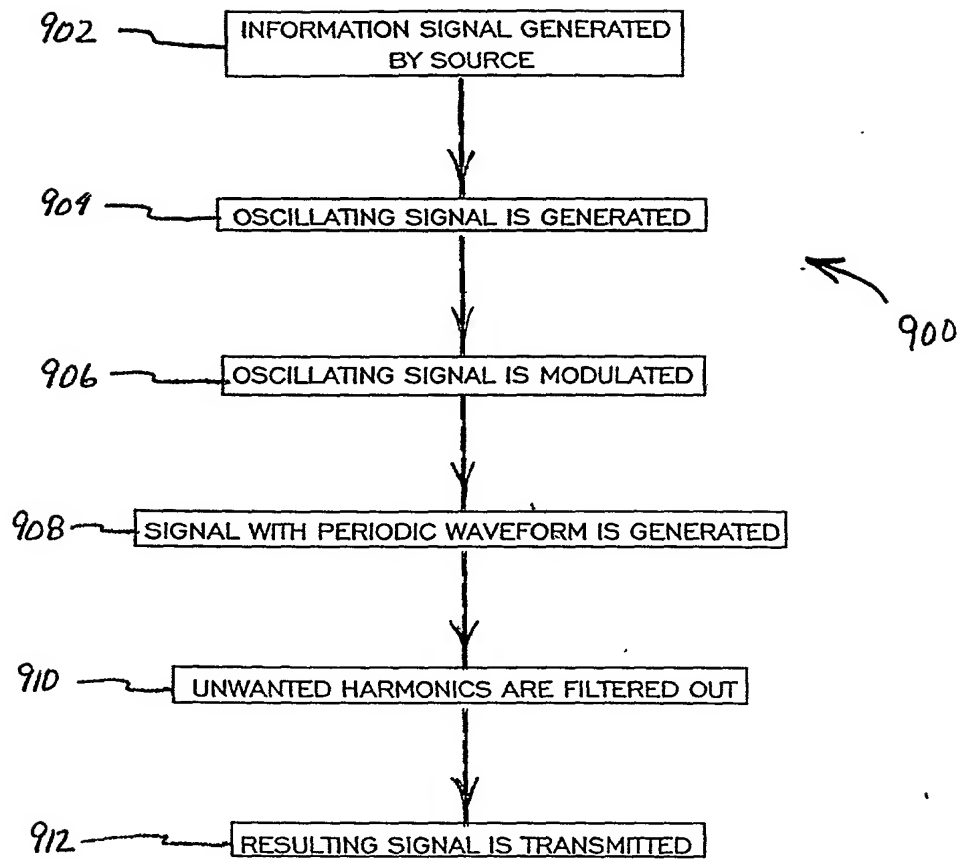 902
INFORMATION SIGNAL GENERATED
BY SOURCE
904
OSCILLATING SIGNAL IS GENERATED
900
906
OSCILLATING SIGNAL IS MODULATED
908
SIGNAL WITH PERIODIC WAVEFORM IS GENERATED
910
UNWANTED HARMONICS ARE FILTERED OUT
912
RESULTING SIGNAL IS TRANSMITTED